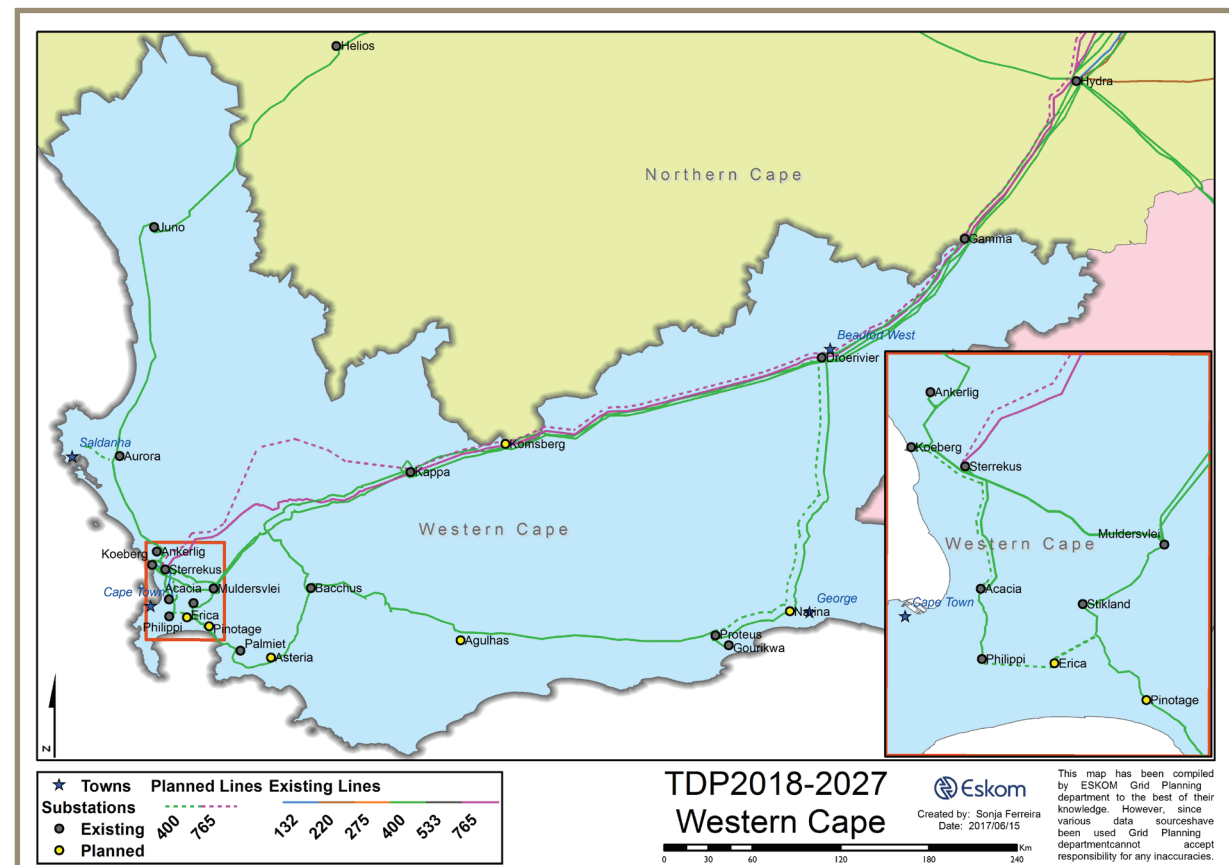 Helios
Hydra
Northern Cape
Juno
Gamma
Beaufort West
Droerivier
Saldanha
Aurora
Komsberg
Kappa
Western Cape
Koeberg
Ankerlig
Sterrekus
Acacia
Muldersvlei
Bacchus
Cape Town
Erica
Philippi
Pinotage
Palmiet
Asteria
Agulhas
Narina
George
Proteus
Gourikwa
Ankerlig
Koeberg
Sterrekus
Muldersvlei
Western Cape
Acacia
Stikland
Cape Town
Philippi
Erica
Pinotage
N
Towns Planned Lines Existing Lines
Substations
400 765 132 220 275 400 533 765
Existing
Planned
TDP2018-2027
Western Cape
Eskom
Created by: Sonja Ferreira
Date: 2017/06/15
0 30 60 120 180 240 Km
This map has been compiled
by ESKOM Grid Planning
department to the best of their
knowledge. However, since
various data sourceshave
been used Grid Planning
departmentcannot accept
responsibility for any inaccuracies.